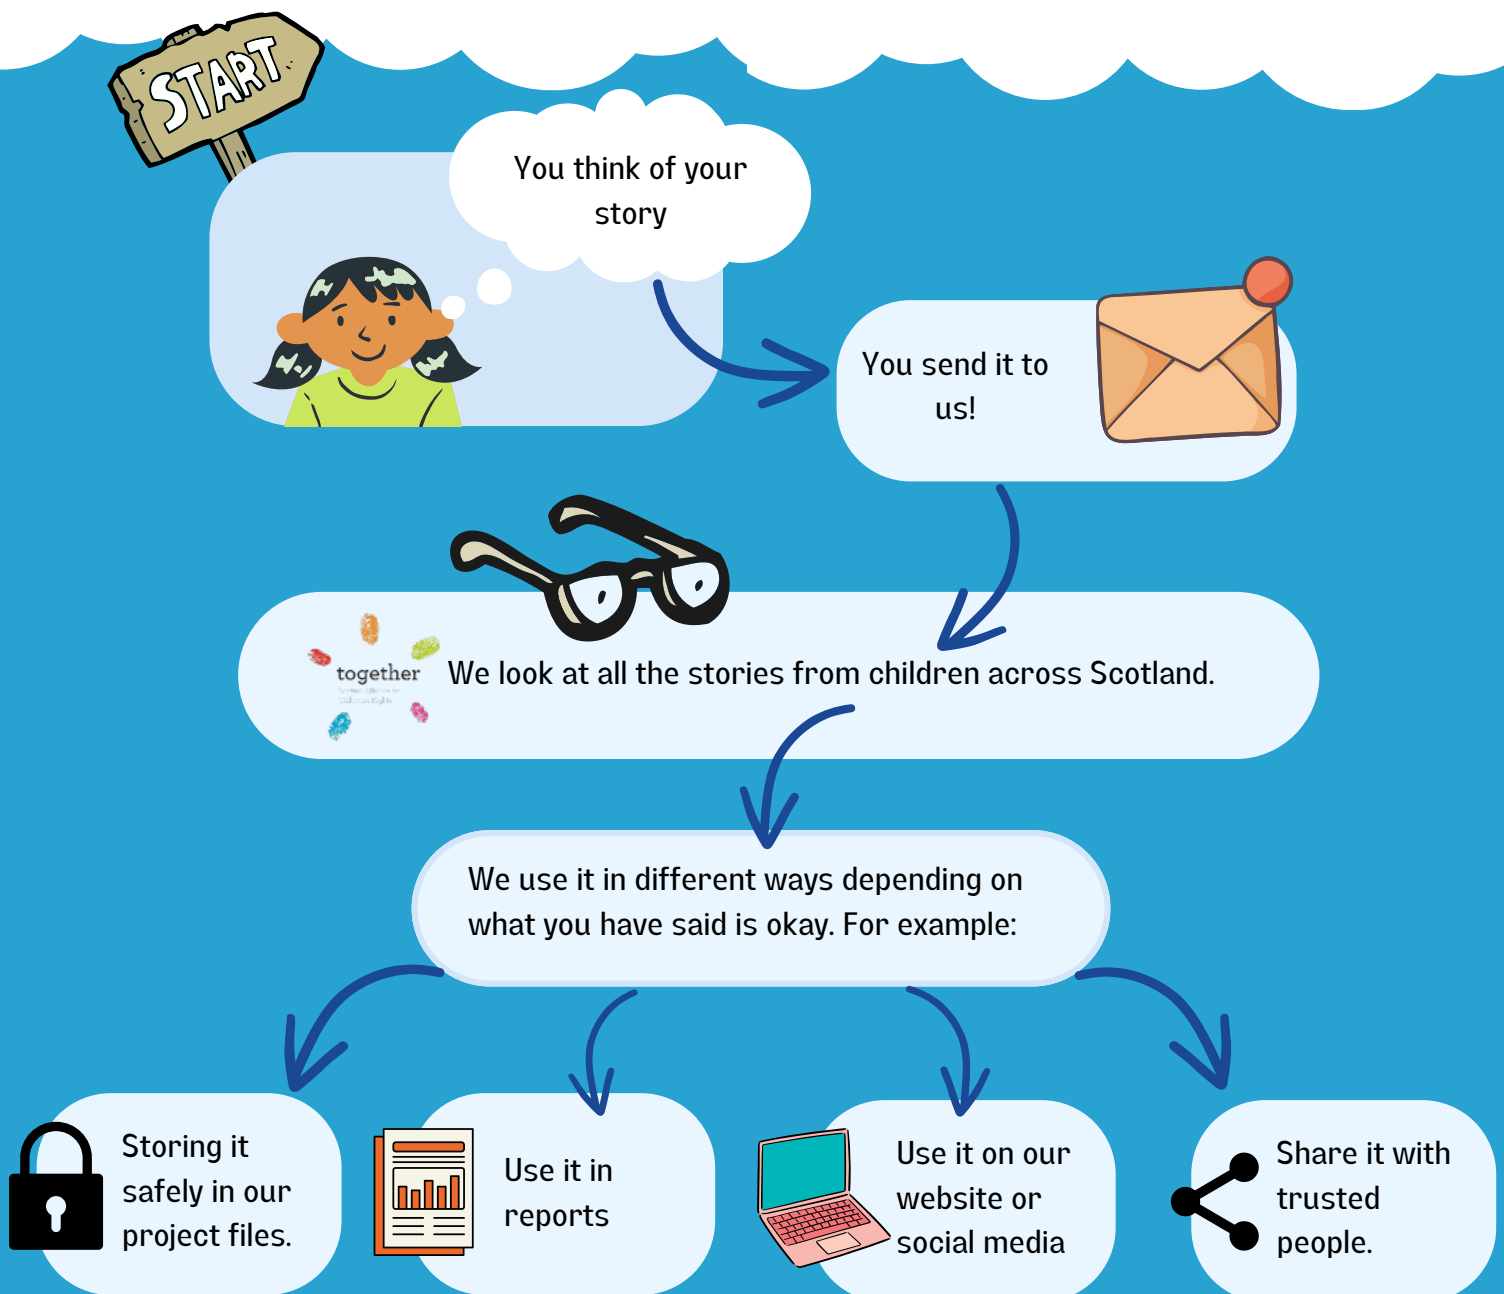 START
You think of your
story
You send it to
us!
together
We look at all the stories from children across Scotland.
We use it in different ways depending on
what you have said is okay. For example:
Storing it
safely in our
project files.
Use it in
reports
Use it on our
website or
social media
Share it with
trusted
people.